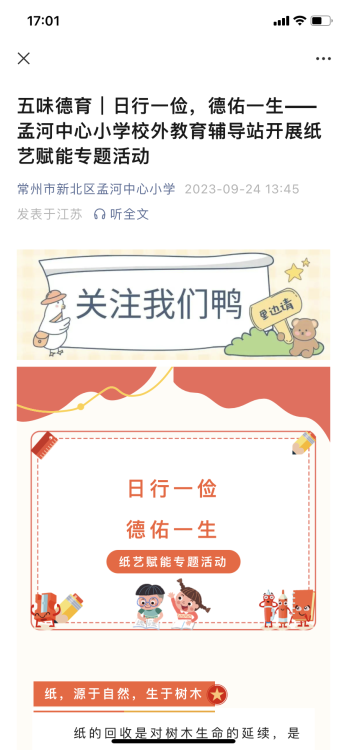 17:01
五味德育｜日行一俭，德佑一生——
孟河中心小学校外教育辅导站开展纸
艺赋能专题活动
常州市新北区孟河中心小学 2023-09-24 13:45
发表于江苏 听全文
关注我们鸭
里边请
日行一俭
德佑一生
纸艺赋能专题活动
纸，源于自然，生于树木
纸的回收是对树木生命的延续，是